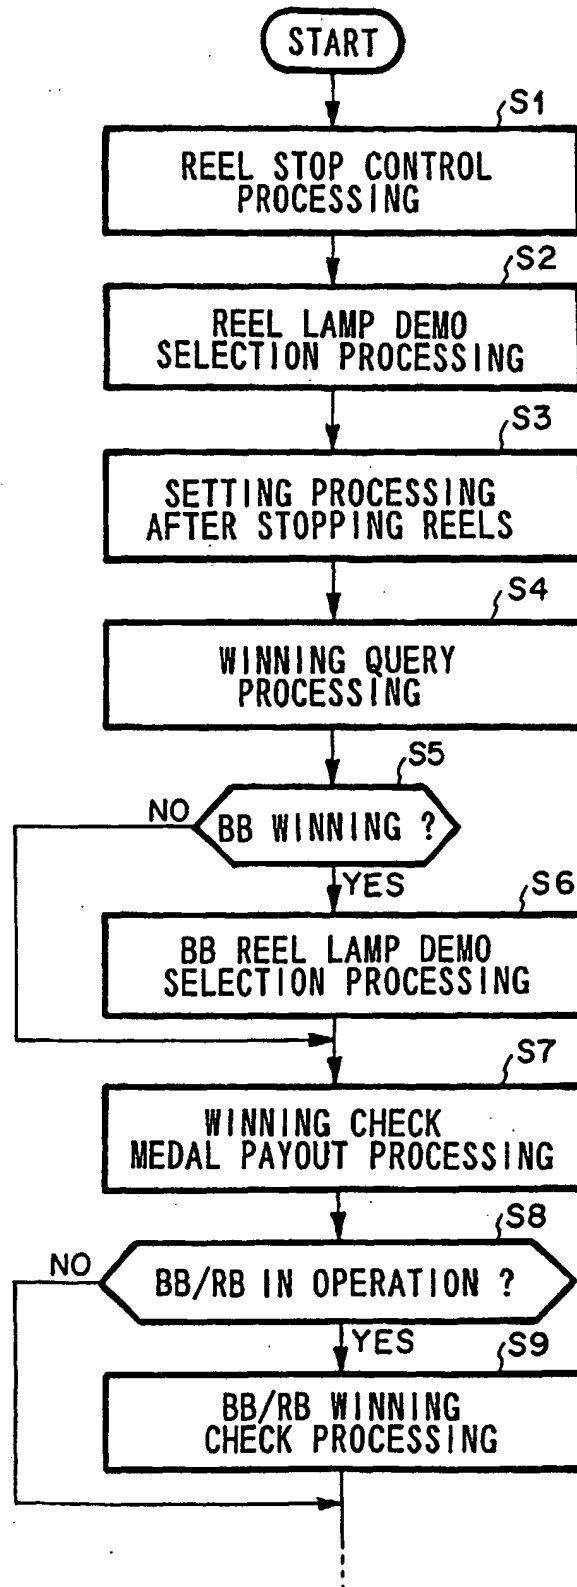 START
S1
REEL STOP CONTROL
PROCESSING
S2
REEL LAMP DEMO
SELECTION PROCESSING
S3
SETTING PROCESSING
AFTER STOPPING REELS
S4
WINNING QUERY
PROCESSING
S5
NO
BB WINNING ?
YES
S6
BB REEL LAMP DEMO
SELECTION PROCESSING
S7
WINNING CHECK
MEDAL PAYOUT PROCESSING
S8
NO
BB/RB IN OPERATION ?
YES
S9
BB/RB WINNING
CHECK PROCESSING